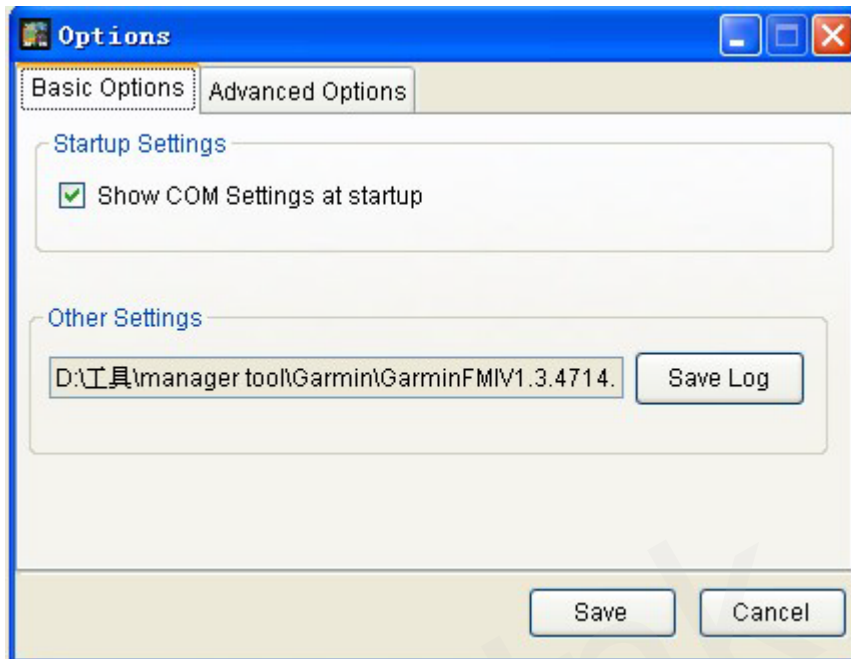 Options
Basic Options Advanced Options
Startup Settings
Show COM Settings at startup
Other Settings
D:\工具\manager tool\Garmin\GarminFMIV1.3.4714. Save Log
Save Cancel